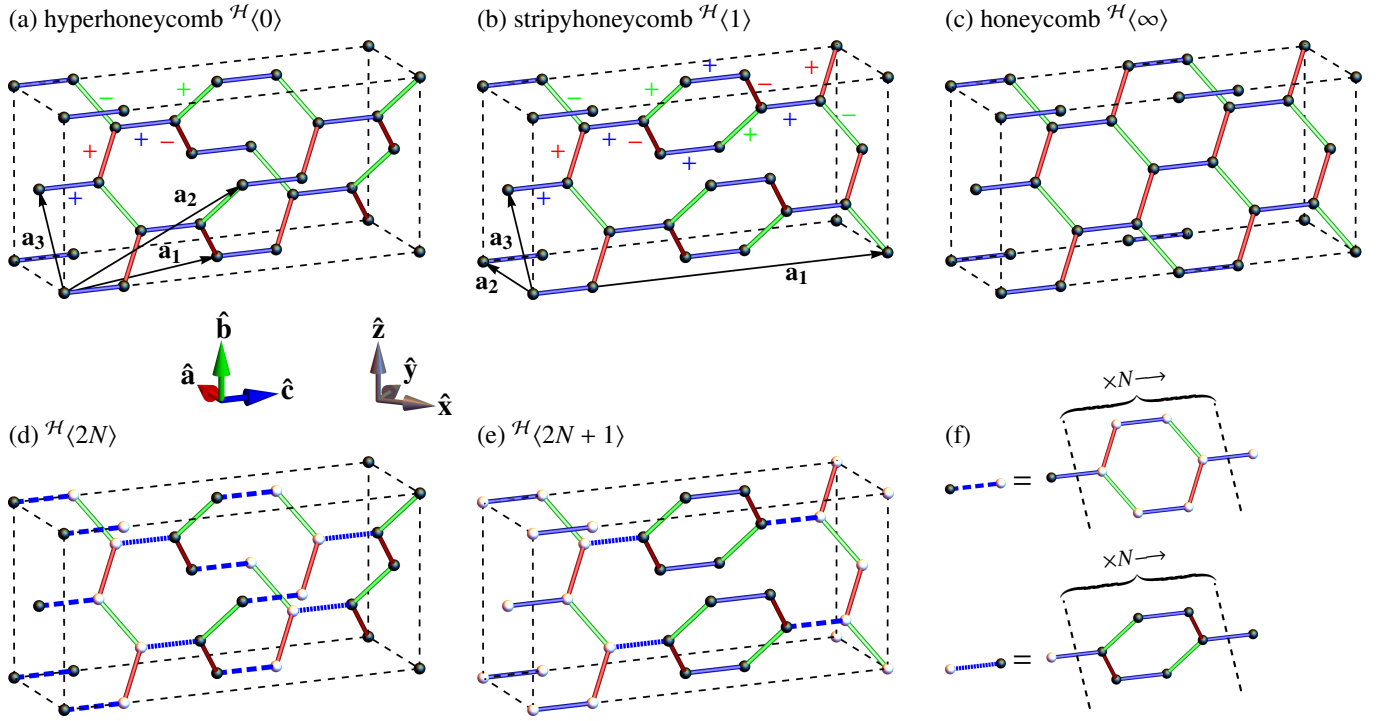 (a) hyperhoneycomb ℋ⟨0⟩
(b) stripyhoneycomb ℋ⟨1⟩
(c) honeycomb ℋ⟨∞⟩
− + + + −
+
a₃ a₂ a₁
− + + − + + − + + − + −
+
a₃ a₂ a₁
b̂ â ĉ
ẑ ŷ x̂
(d) ℋ⟨2N⟩
(e) ℋ⟨2N + 1⟩
(f)
×N⟶
=
×N⟶
=